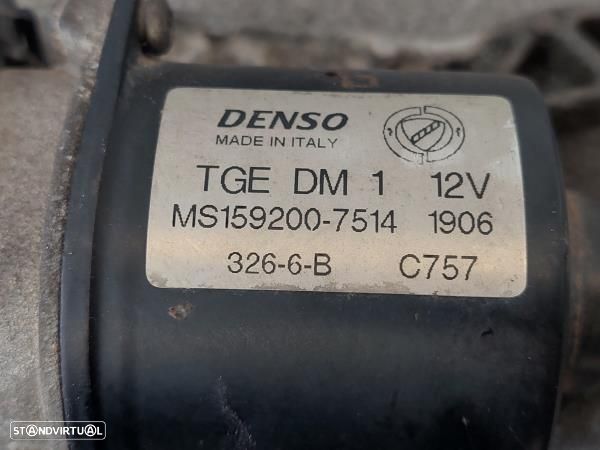 DENSO
MADE IN ITALY
TGE DM 1 12V
MS159200-7514 1906
326-6-B C757
STANDVIRTUAL